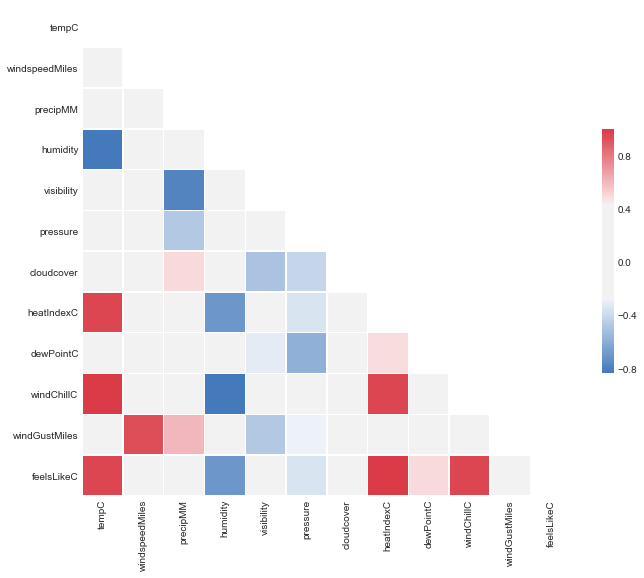 tempC
windspeedMiles
precipMM
humidity
visibility
pressure
cloudcover
heatIndexC
dewPointC
windChillC
windGustMiles
feelsLikeC
tempC
windspeedMiles
precipMM
humidity
visibility
pressure
cloudcover
heatIndexC
dewPointC
windChillC
windGustMiles
feelsLikeC
0.8
0.4
0.0
−0.4
−0.8